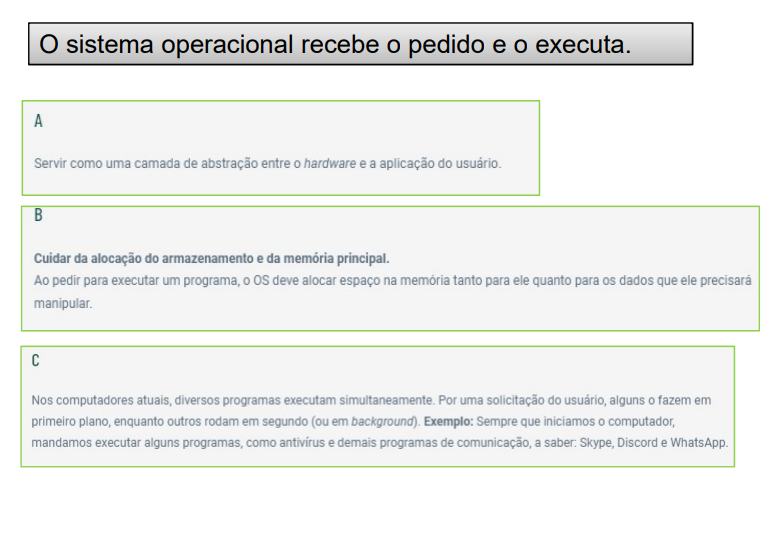 O sistema operacional recebe o pedido e o executa.
A
Servir como uma camada de abstração entre o hardware e a aplicação do usuário.
B
Cuidar da alocação do armazenamento e da memória principal.
Ao pedir para executar um programa, o OS deve alocar espaço na memória tanto para ele quanto para os dados que ele precisará
manipular.
C
Nos computadores atuais, diversos programas executam simultaneamente. Por uma solicitação do usuário, alguns o fazem em
primeiro plano, enquanto outros rodam em segundo (ou em background). Exemplo: Sempre que iniciamos o computador,
mandamos executar alguns programas, como antivírus e demais programas de comunicação, a saber: Skype, Discord e WhatsApp.